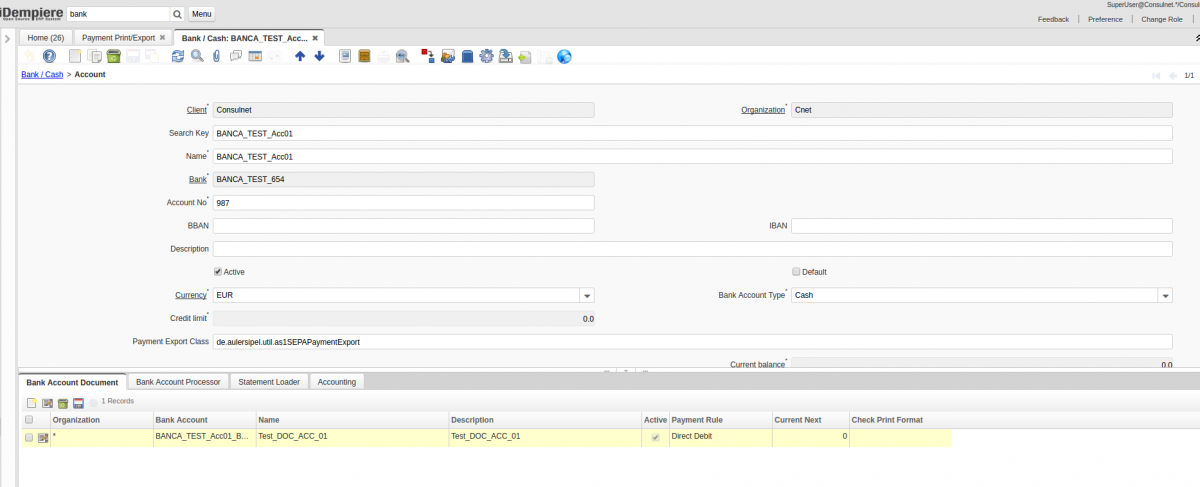 SuperUser@Consulnet.*/Consul
iDempiere
Open Source ERP System
bank
Menu
Feedback | Preference | Change Role
Home (26)
Payment Print/Export
Bank / Cash: BANCA_TEST_Acc...
Bank / Cash > Account
1/1
Client* Consulnet
Organization* Cnet
Search Key BANCA_TEST_Acc01
Name* BANCA_TEST_Acc01
Bank* BANCA_TEST_654
Account No* 987
BBAN
IBAN
Description
Active
Default
Currency* EUR
Bank Account Type* Cash
Credit limit* 0.0
Payment Export Class de.aulersipel.util.as1SEPAPaymentExport
Current balance* 0.0
Bank Account Document
Bank Account Processor
Statement Loader
Accounting
1 Records
Organization Bank Account Name Description Active Payment Rule Current Next Check Print Format
* BANCA_TEST_Acc01_B... Test_DOC_ACC_01 Test_DOC_ACC_01 Direct Debit 0